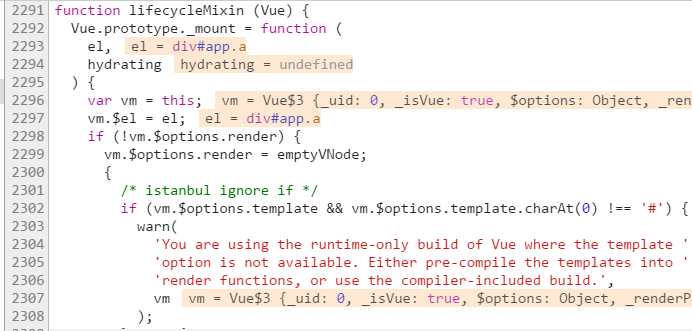 2291 function lifecycleMixin (Vue) {
2292 Vue.prototype._mount = function (
2293 el, el = div#app.a
2294 hydrating hydrating = undefined
2295 ) {
2296 var vm = this; vm = Vue$3 {_uid: 0, _isVue: true, $options: Object, _ren
2297 vm.$el = el; el = div#app.a
2298 if (!vm.$options.render) {
2299 vm.$options.render = emptyVNode;
2300 {
2301 /* istanbul ignore if */
2302 if (vm.$options.template && vm.$options.template.charAt(0) !== '#') {
2303 warn(
2304 'You are using the runtime-only build of Vue where the template '
2305 'option is not available. Either pre-compile the templates into '
2306 'render functions, or use the compiler-included build.',
2307 vm vm = Vue$3 {_uid: 0, _isVue: true, $options: Object, _renderP
2308 );